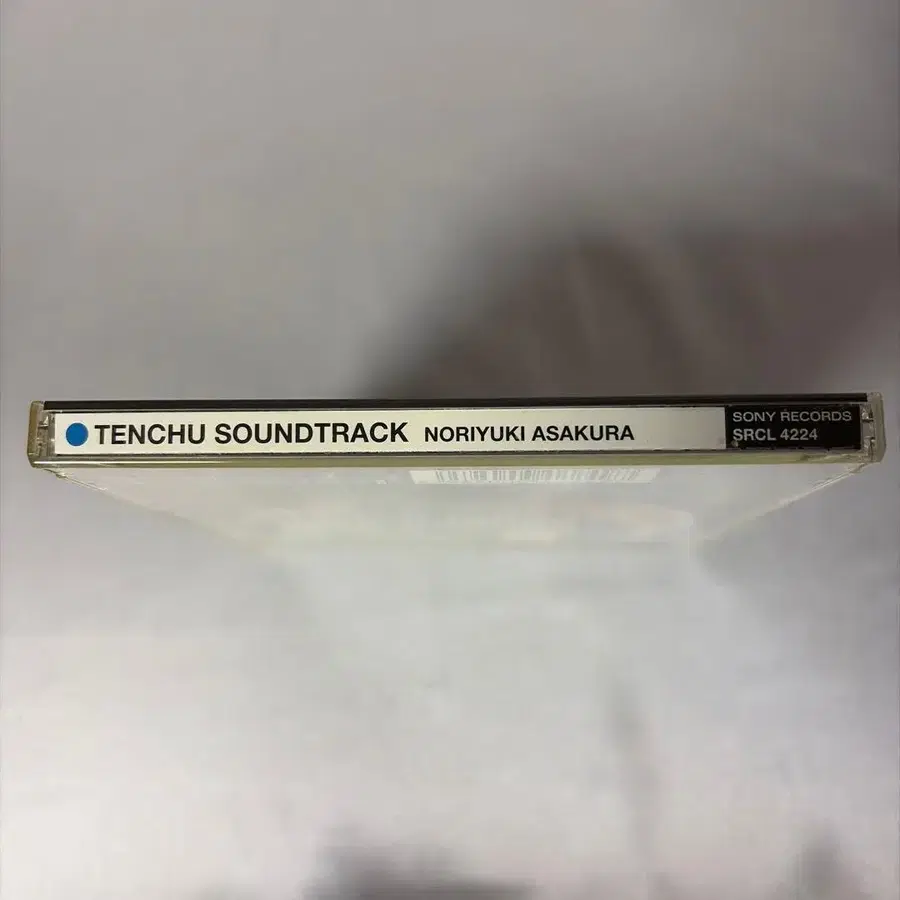 TENCHU SOUNDTRACK NORIYUKI ASAKURA
SONY RECORDS
SRCL 4224